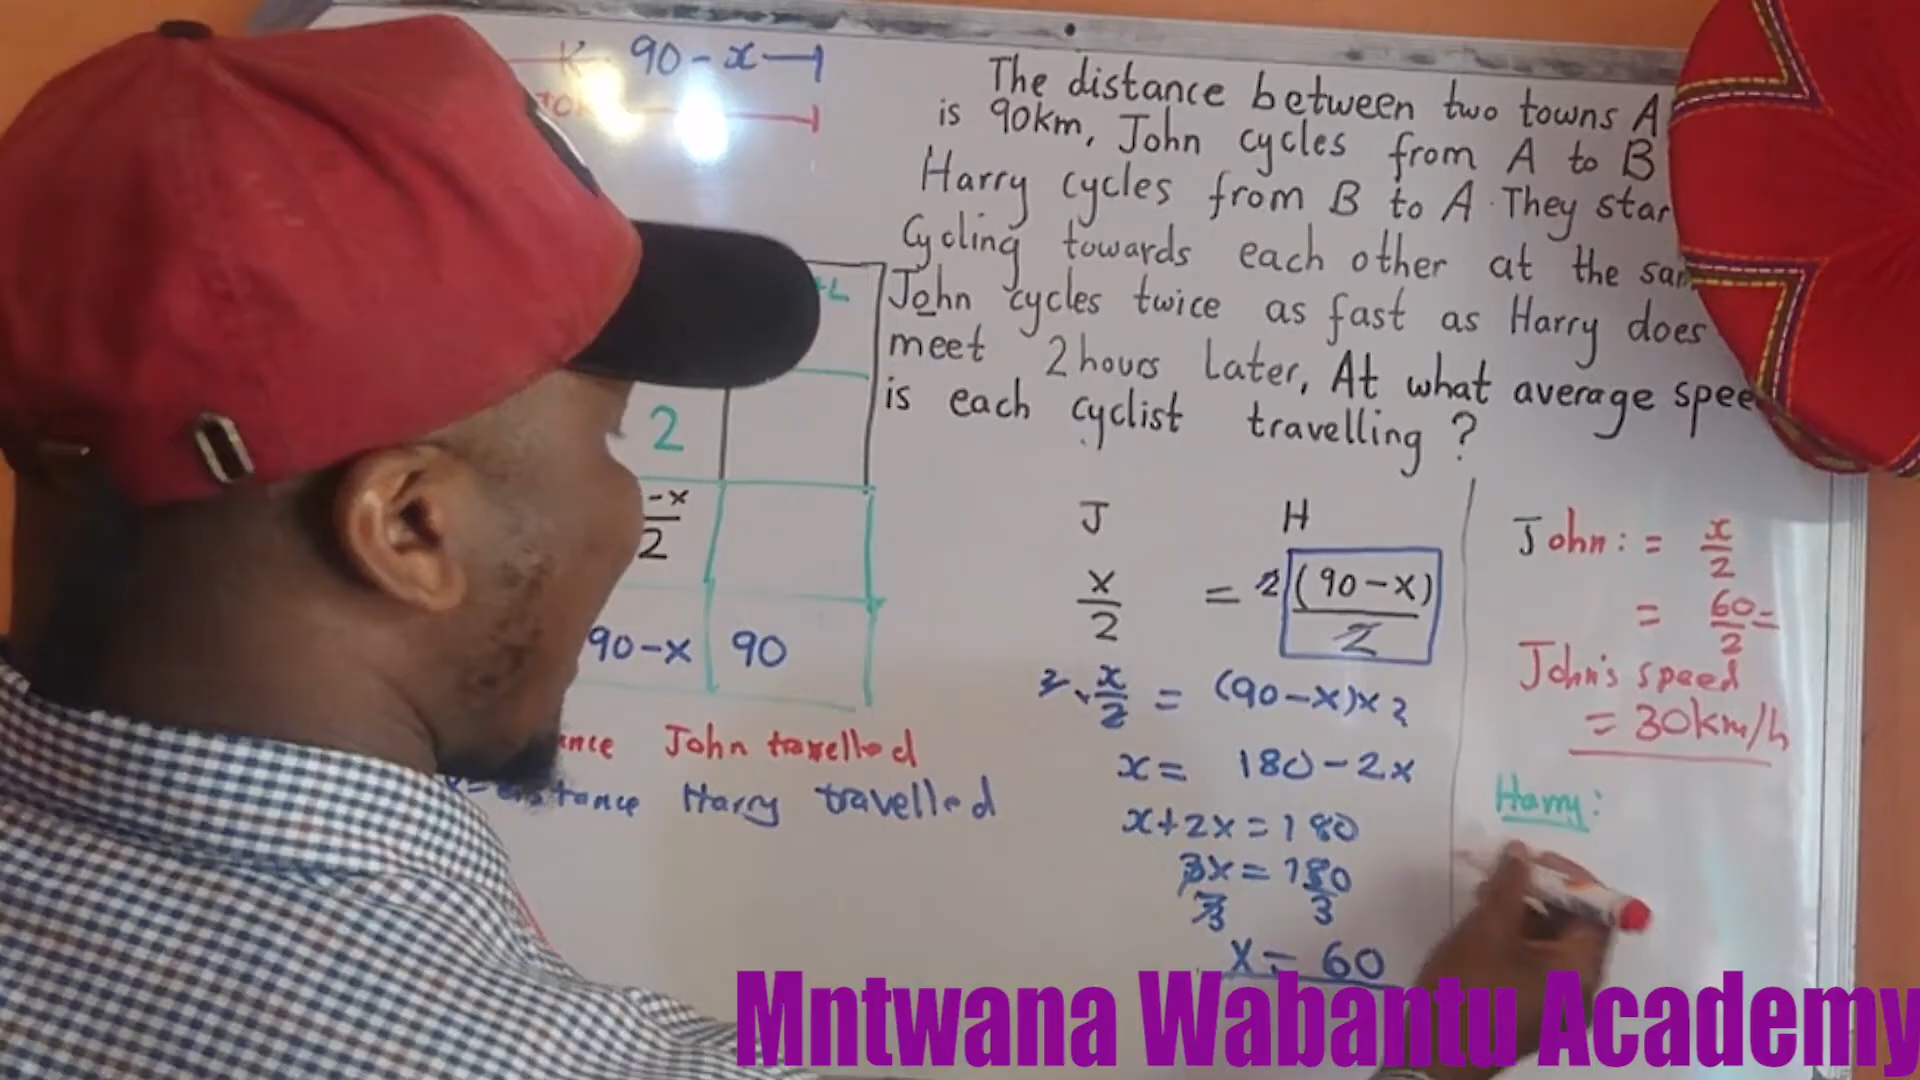 90-x
The distance between two towns A
is 90km, John cycles from A to B
Harry cycles from B to A. They star
Cycling towards each other at the sam
John cycles twice as fast as Harry does
meet 2hours Later, At what average spee
is each cyclist travelling?
2
-x
2
90-x 90
ance John travelled
distance Harry travelled
J H
x/2 = 2(90-x)/2
2 · x/2 = (90-x)x2
x= 180-2x
x+2x=180
3x=180
3 3
x= 60
John: = x/2
= 60/2=
John's speed
= 30km/h
Harry:
Mntwana Wabantu Academy